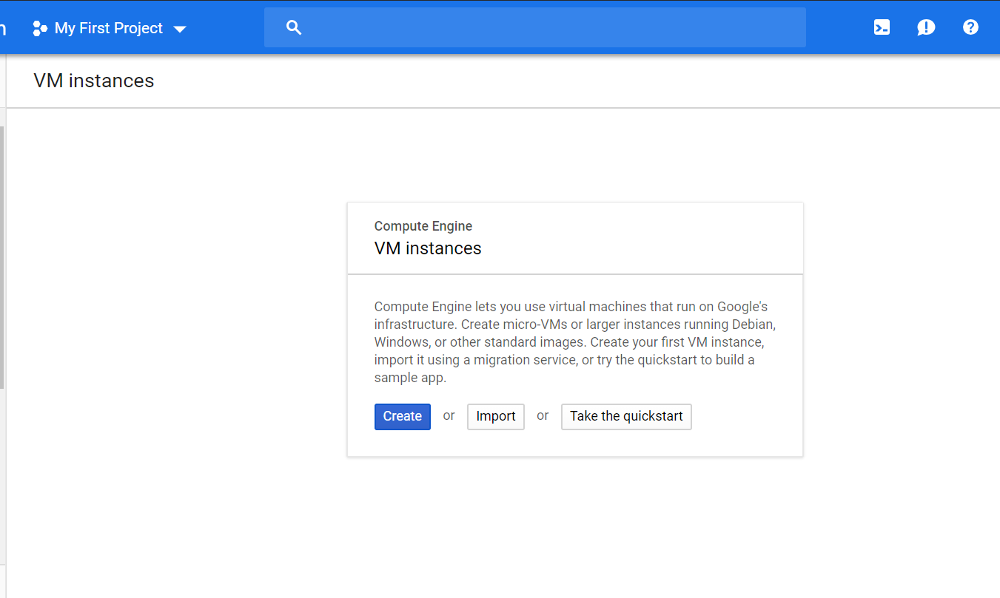 My First Project
VM instances
Compute Engine
VM instances
Compute Engine lets you use virtual machines that run on Google's
infrastructure. Create micro-VMs or larger instances running Debian,
Windows, or other standard images. Create your first VM instance,
import it using a migration service, or try the quickstart to build a
sample app.
Create or Import or Take the quickstart